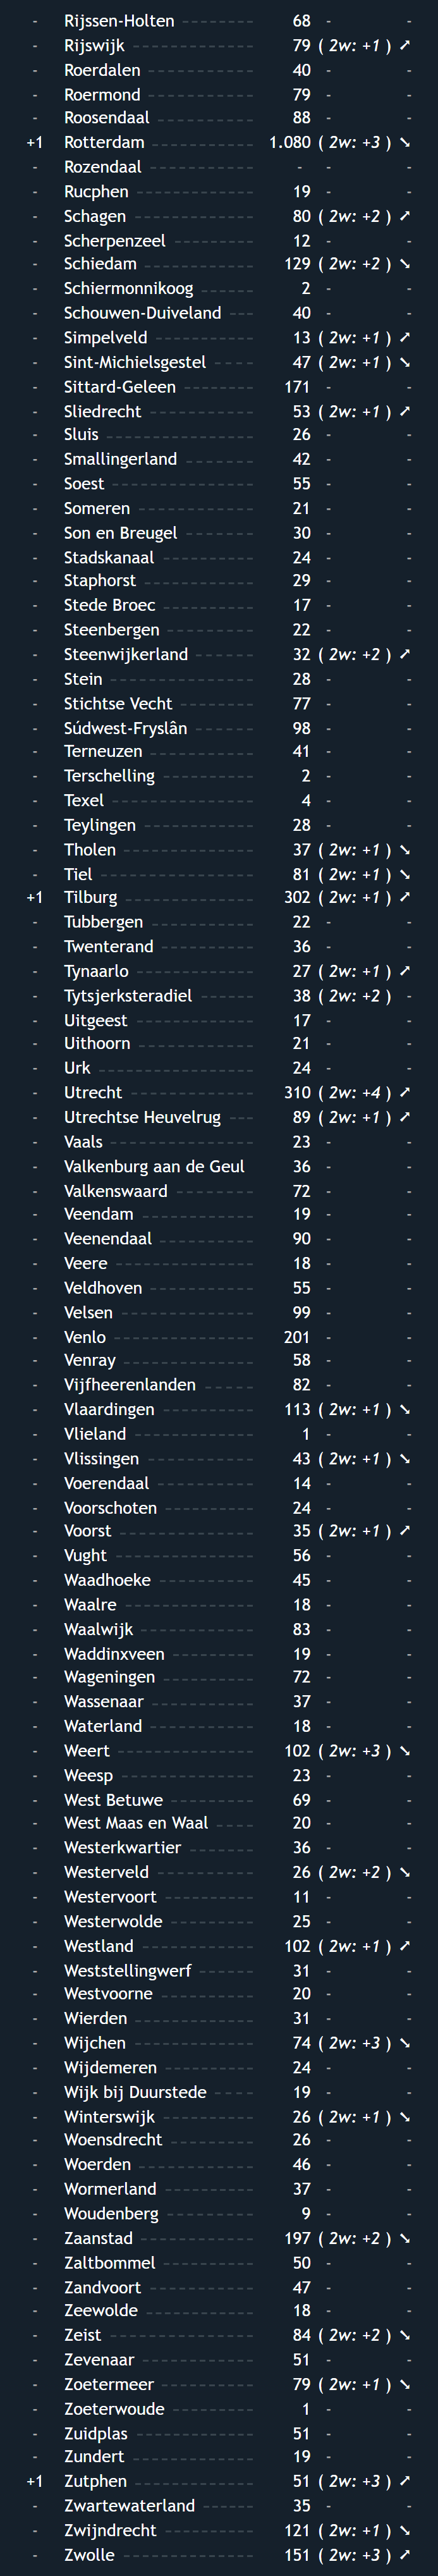 - Rijssen-Holten 68 - -
- Rijswijk 79 ( 2w: +1 ) ➚
- Roerdalen 40 - -
- Roermond 79 - -
- Roosendaal 88 - -
+1 Rotterdam 1.080 ( 2w: +3 ) ➘
- Rozendaal - - -
- Rucphen 19 - -
- Schagen 80 ( 2w: +2 ) ➚
- Scherpenzeel 12 - -
- Schiedam 129 ( 2w: +2 ) ➘
- Schiermonnikoog 2 - -
- Schouwen-Duiveland 40 - -
- Simpelveld 13 ( 2w: +1 ) ➚
- Sint-Michielsgestel 47 ( 2w: +1 ) ➘
- Sittard-Geleen 171 - -
- Sliedrecht 53 ( 2w: +1 ) ➚
- Sluis 26 - -
- Smallingerland 42 - -
- Soest 55 - -
- Someren 21 - -
- Son en Breugel 30 - -
- Stadskanaal 24 - -
- Staphorst 29 - -
- Stede Broec 17 - -
- Steenbergen 22 - -
- Steenwijkerland 32 ( 2w: +2 ) ➚
- Stein 28 - -
- Stichtse Vecht 77 - -
- Súdwest-Fryslân 98 - -
- Terneuzen 41 - -
- Terschelling 2 - -
- Texel 4 - -
- Teylingen 28 - -
- Tholen 37 ( 2w: +1 ) ➘
- Tiel 81 ( 2w: +1 ) ➘
+1 Tilburg 302 ( 2w: +1 ) ➚
- Tubbergen 22 - -
- Twenterand 36 - -
- Tynaarlo 27 ( 2w: +1 ) ➚
- Tytsjerksteradiel 38 ( 2w: +2 ) -
- Uitgeest 17 - -
- Uithoorn 21 - -
- Urk 24 - -
- Utrecht 310 ( 2w: +4 ) ➚
- Utrechtse Heuvelrug 89 ( 2w: +1 ) ➚
- Vaals 23 - -
- Valkenburg aan de Geul 36 - -
- Valkenswaard 72 - -
- Veendam 19 - -
- Veenendaal 90 - -
- Veere 18 - -
- Veldhoven 55 - -
- Velsen 99 - -
- Venlo 201 - -
- Venray 58 - -
- Vijfheerenlanden 82 - -
- Vlaardingen 113 ( 2w: +1 ) ➘
- Vlieland 1 - -
- Vlissingen 43 ( 2w: +1 ) ➘
- Voerendaal 14 - -
- Voorschoten 24 - -
- Voorst 35 ( 2w: +1 ) ➚
- Vught 56 - -
- Waadhoeke 45 - -
- Waalre 18 - -
- Waalwijk 83 - -
- Waddinxveen 19 - -
- Wageningen 72 - -
- Wassenaar 37 - -
- Waterland 18 - -
- Weert 102 ( 2w: +3 ) ➘
- Weesp 23 - -
- West Betuwe 69 - -
- West Maas en Waal 20 - -
- Westerkwartier 36 - -
- Westerveld 26 ( 2w: +2 ) ➘
- Westervoort 11 - -
- Westerwolde 25 - -
- Westland 102 ( 2w: +1 ) ➚
- Weststellingwerf 31 - -
- Westvoorne 20 - -
- Wierden 31 - -
- Wijchen 74 ( 2w: +3 ) ➘
- Wijdemeren 24 - -
- Wijk bij Duurstede 19 - -
- Winterswijk 26 ( 2w: +1 ) ➘
- Woensdrecht 26 - -
- Woerden 46 - -
- Wormerland 37 - -
- Woudenberg 9 - -
- Zaanstad 197 ( 2w: +2 ) ➘
- Zaltbommel 50 - -
- Zandvoort 47 - -
- Zeewolde 18 - -
- Zeist 84 ( 2w: +2 ) ➘
- Zevenaar 51 - -
- Zoetermeer 79 ( 2w: +1 ) ➘
- Zoeterwoude 1 - -
- Zuidplas 51 - -
- Zundert 19 - -
+1 Zutphen 51 ( 2w: +3 ) ➚
- Zwartewaterland 35 - -
- Zwijndrecht 121 ( 2w: +1 ) ➘
- Zwolle 151 ( 2w: +3 ) ➚